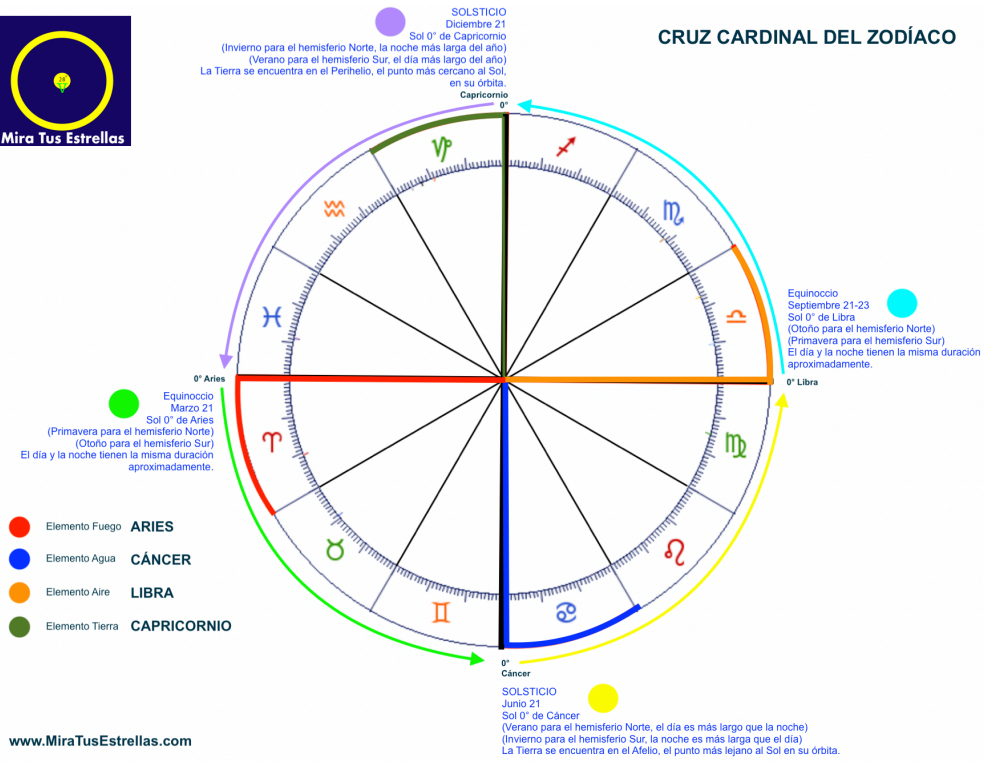 CRUZ CARDINAL DEL ZODÍACO
28
Mira Tus Estrellas
SOLSTICIO
Diciembre 21
Sol 0° de Capricornio
(Invierno para el hemisferio Norte, la noche más larga del año)
(Verano para el hemisferio Sur, el día más largo del año)
La Tierra se encuentra en el Perihelio, el punto más cercano al Sol,
en su órbita.
Capricornio
0°
Equinoccio
Septiembre 21-23
Sol 0° de Libra
(Otoño para el hemisferio Norte)
(Primavera para el hemisferio Sur)
El día y la noche tienen la misma duración
aproximadamente.
0° Libra
0° Aries
Equinoccio
Marzo 21
Sol 0° de Aries
(Primavera para el hemisferio Norte)
(Otoño para el hemisferio Sur)
El día y la noche tienen la misma duración
aproximadamente.
Elemento Fuego ARIES
Elemento Agua CÁNCER
Elemento Aire LIBRA
Elemento Tierra CAPRICORNIO
0°
Cáncer
SOLSTICIO
Junio 21
Sol 0° de Cáncer
(Verano para el hemisferio Norte, el día es más largo que la noche)
(Invierno para el hemisferio Sur, la noche es más larga que el día)
La Tierra se encuentra en el Afelio, el punto más lejano al Sol en su órbita.
www.MiraTusEstrellas.com